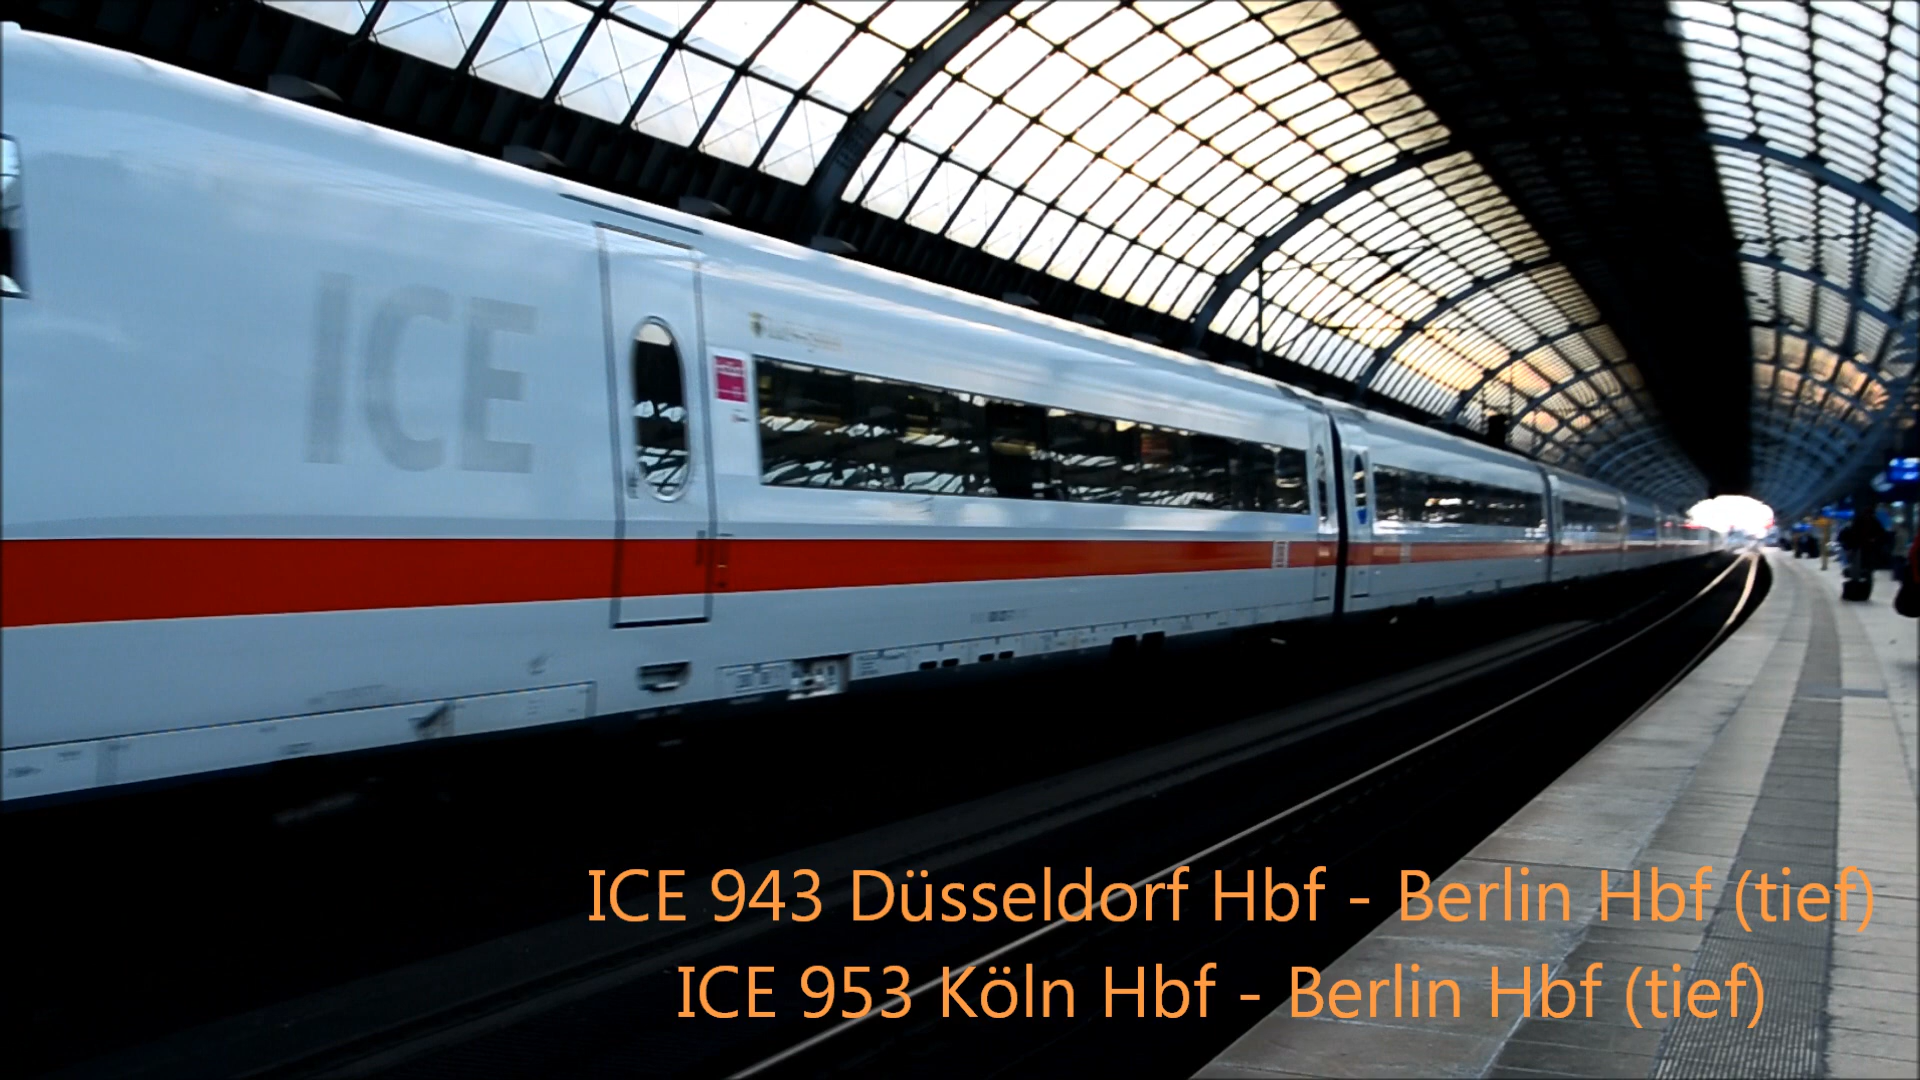 ICE
ICE 943 Düsseldorf Hbf - Berlin Hbf (tief)
ICE 953 Köln Hbf - Berlin Hbf (tief)